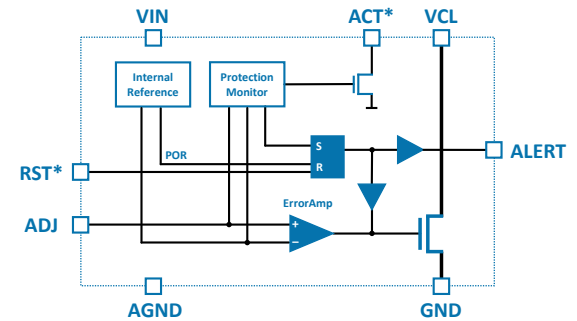 VIN
ACT*
VCL
Internal
Reference
Protection
Monitor
S
POR
R
RST*
ALERT
ErrorAmp
ADJ
+
−
AGND
GND